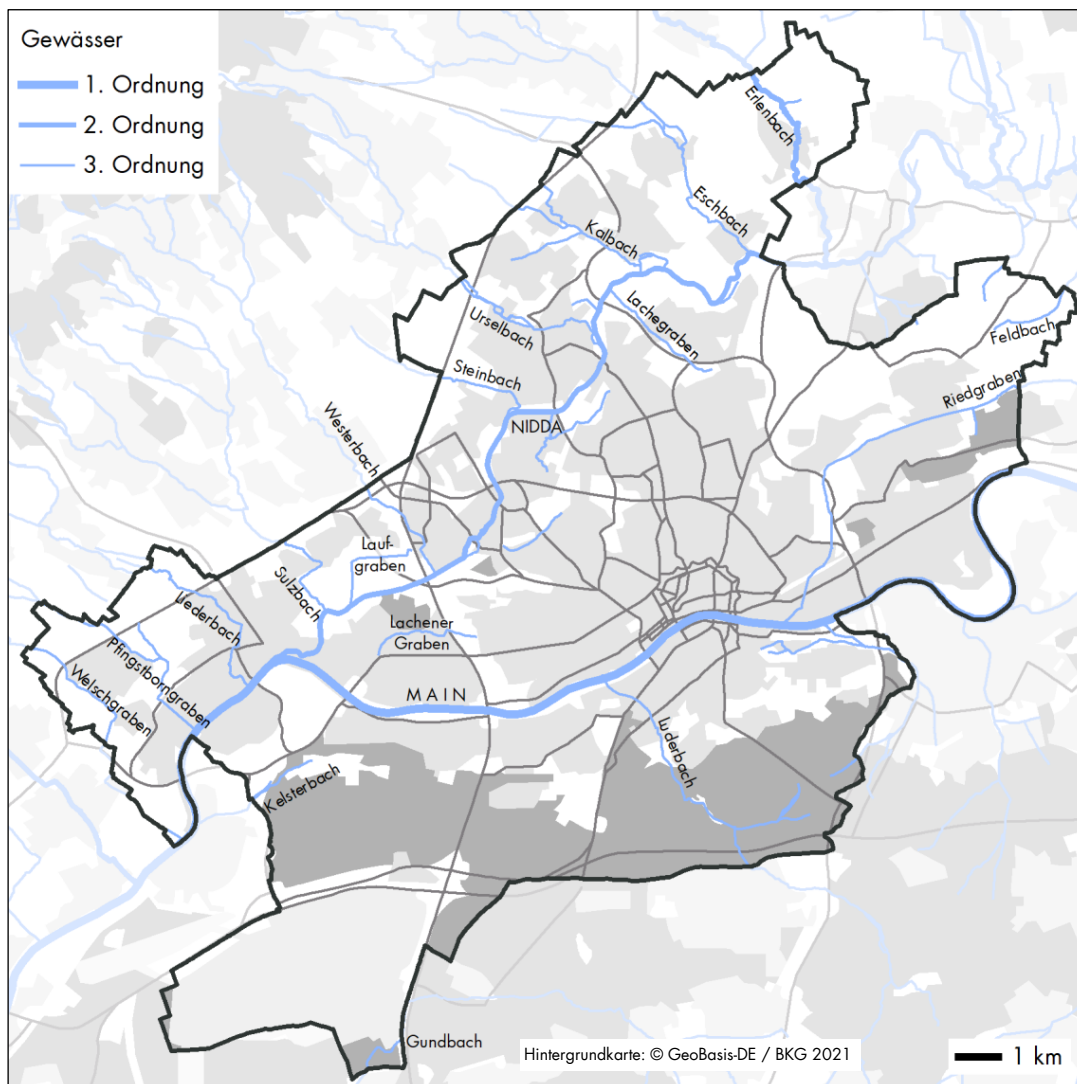 Gewässer
1. Ordnung
2. Ordnung
3. Ordnung
Erlenbach
Eschbach
Kalbach
Lachegraben
Urselbach
Feldbach
Steinbach
Riedgraben
Westerbach
NIDDA
Lauf-
graben
Sulzbach
Liederbach
Lachener
Graben
Pfingstborngraben
Welschgraben
MAIN
Luderbach
Kelsterbach
Gundbach
Hintergrundkarte: © GeoBasis-DE / BKG 2021
1 km